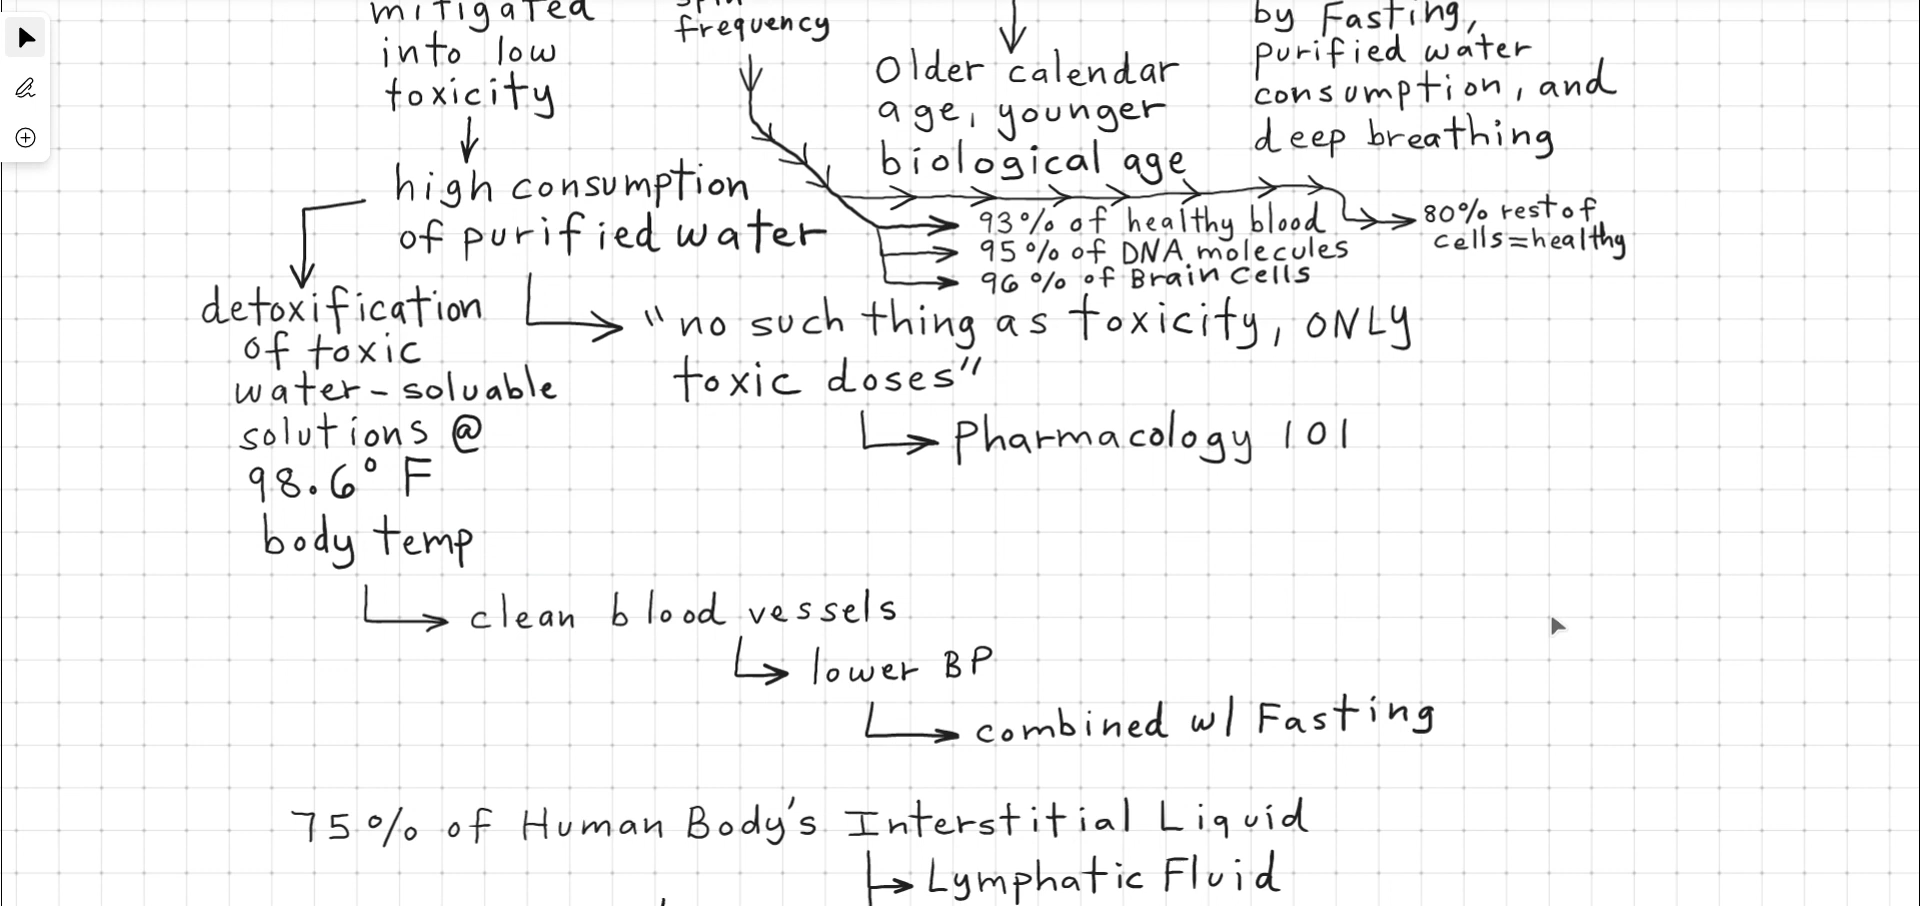 mitigated
into low
toxicity
high consumption
of purified water
spin
frequency
Older calendar
age, younger
biological age
by Fasting,
purified water
consumption, and
deep breathing
93% of healthy blood
95% of DNA molecules
96% of Brain Cells
80% rest of
cells=healthy
detoxification
of toxic
water-soluable
solutions @
98.6° F
body temp
"no such thing as toxicity, ONLY
toxic doses"
Pharmacology 101
clean blood vessels
lower BP
combined w/ Fasting
75% of Human Body's Interstitial Liquid
Lymphatic Fluid